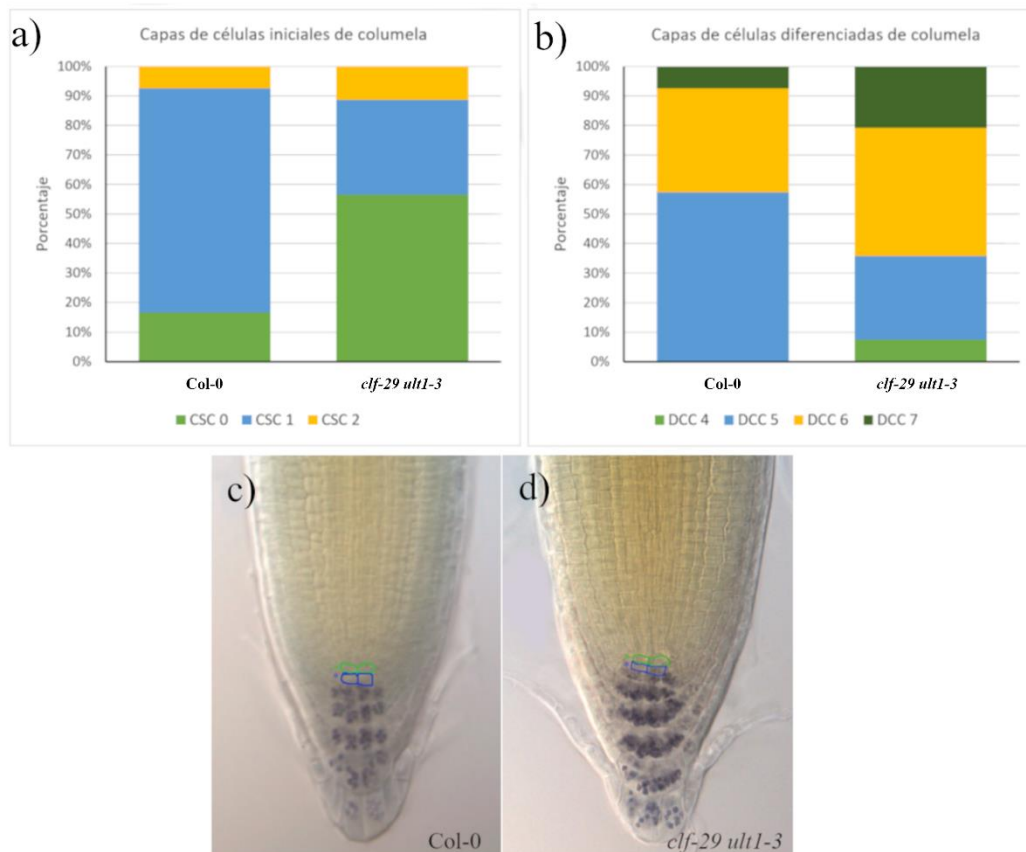 a)
Capas de células iniciales de columela
100%
90%
80%
70%
60%
50%
40%
30%
20%
10%
0%
Porcentaje
Col-0
clf-29 ult1-3
CSC 0
CSC 1
CSC 2
b)
Capas de células diferenciadas de columela
100%
90%
80%
70%
60%
50%
40%
30%
20%
10%
0%
Porcentaje
Col-0
clf-29 ult1-3
DCC 4
DCC 5
DCC 6
DCC 7
c)
Col-0
d)
clf-29 ult1-3